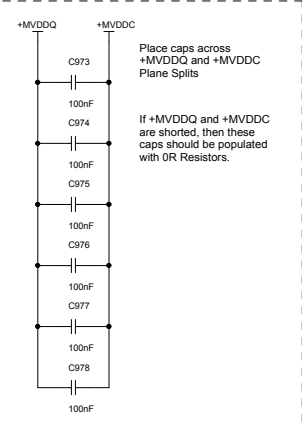 +MVDDQ +MVDDC
C973
100nF
C974
100nF
C975
100nF
C976
100nF
C977
100nF
C978
100nF
Place caps across
+MVDDQ and +MVDDC
Plane Splits
If +MVDDQ and +MVDDC
are shorted, then these
caps should be populated
with 0R Resistors.